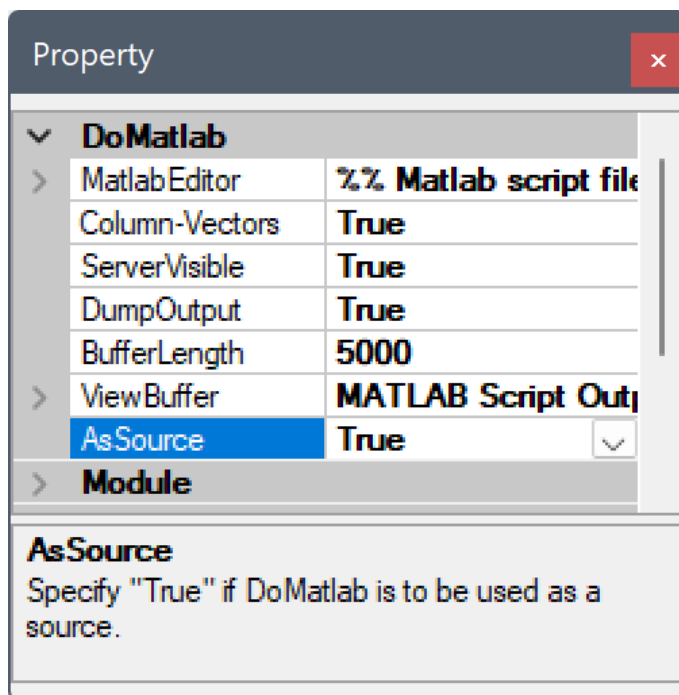 Property
DoMatlab
MatlabEditor %% Matlab script file
Column-Vectors True
ServerVisible True
DumpOutput True
BufferLength 5000
ViewBuffer MATLAB Script Outp
AsSource True
Module
AsSource
Specify "True" if DoMatlab is to be used as a
source.